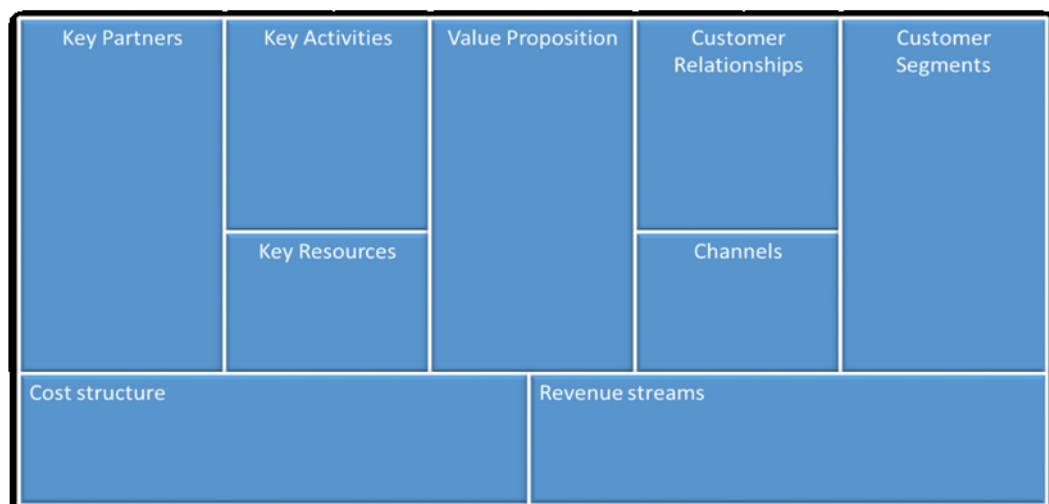 Key Partners
Key Activities
Value Proposition
Customer
Relationships
Customer
Segments
Key Resources
Channels
Cost structure
Revenue streams